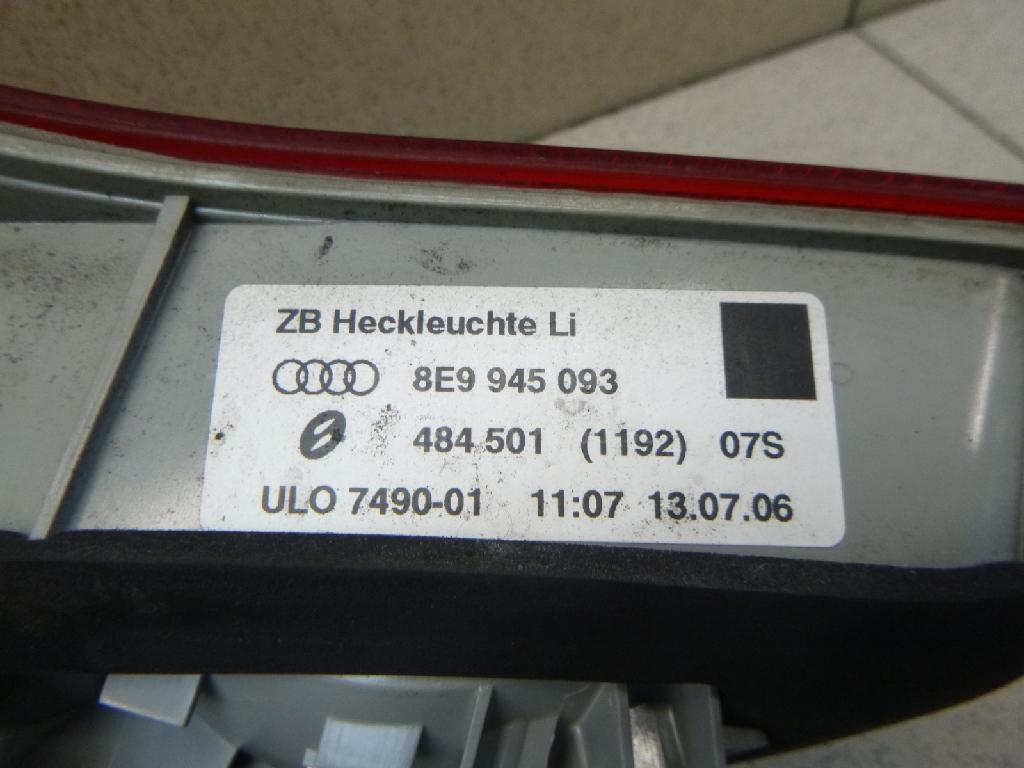 ZB Heckleuchte Li
8E9 945 093
484 501 (1192) 07S
ULO 7490-01 11:07 13.07.06